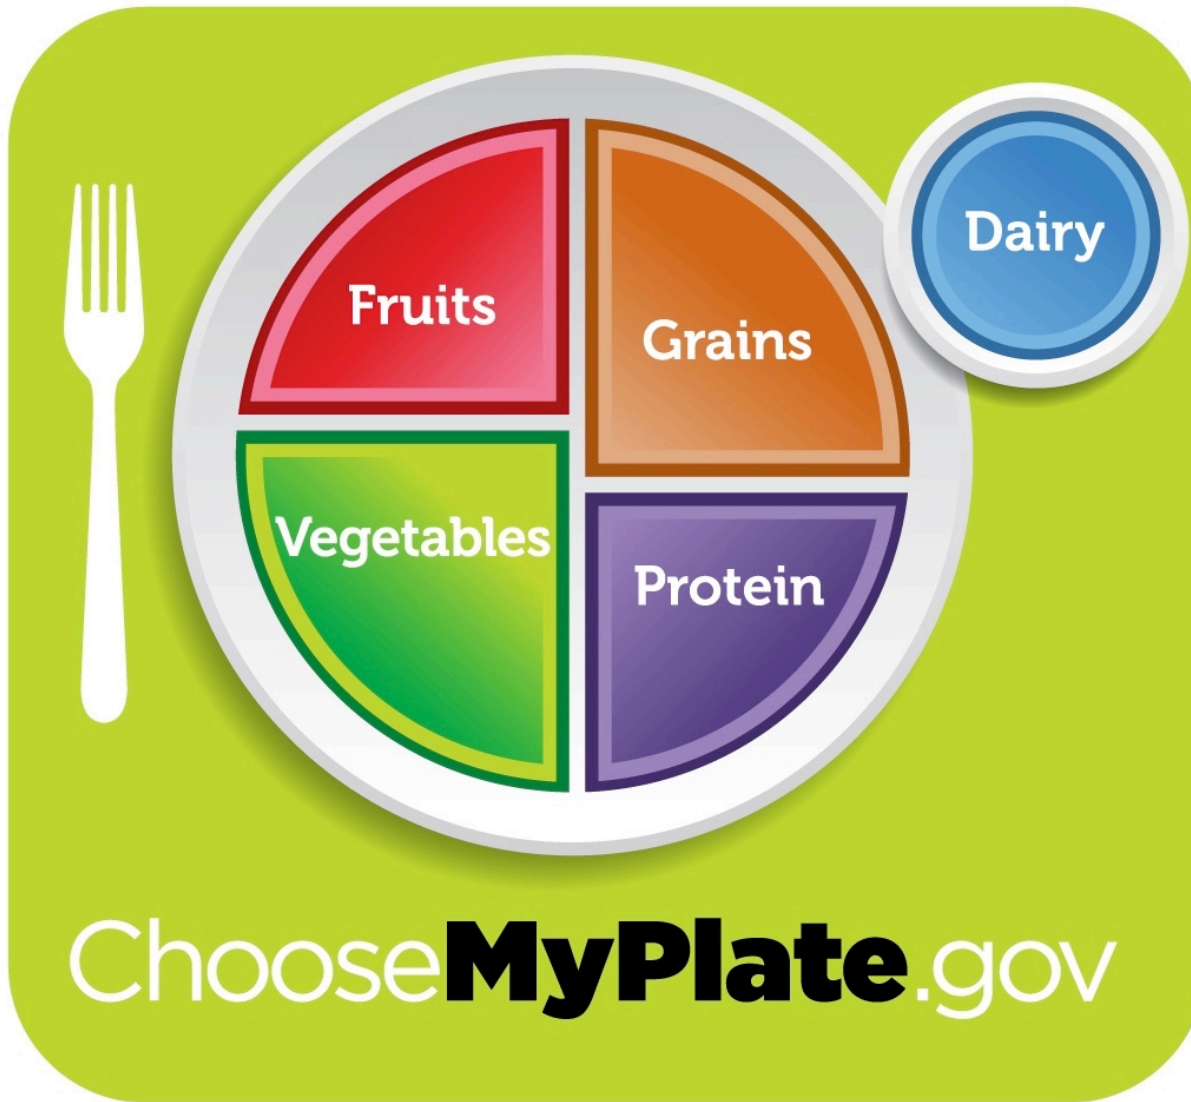 Fruits
Grains
Dairy
Vegetables
Protein
ChooseMyPlate.gov